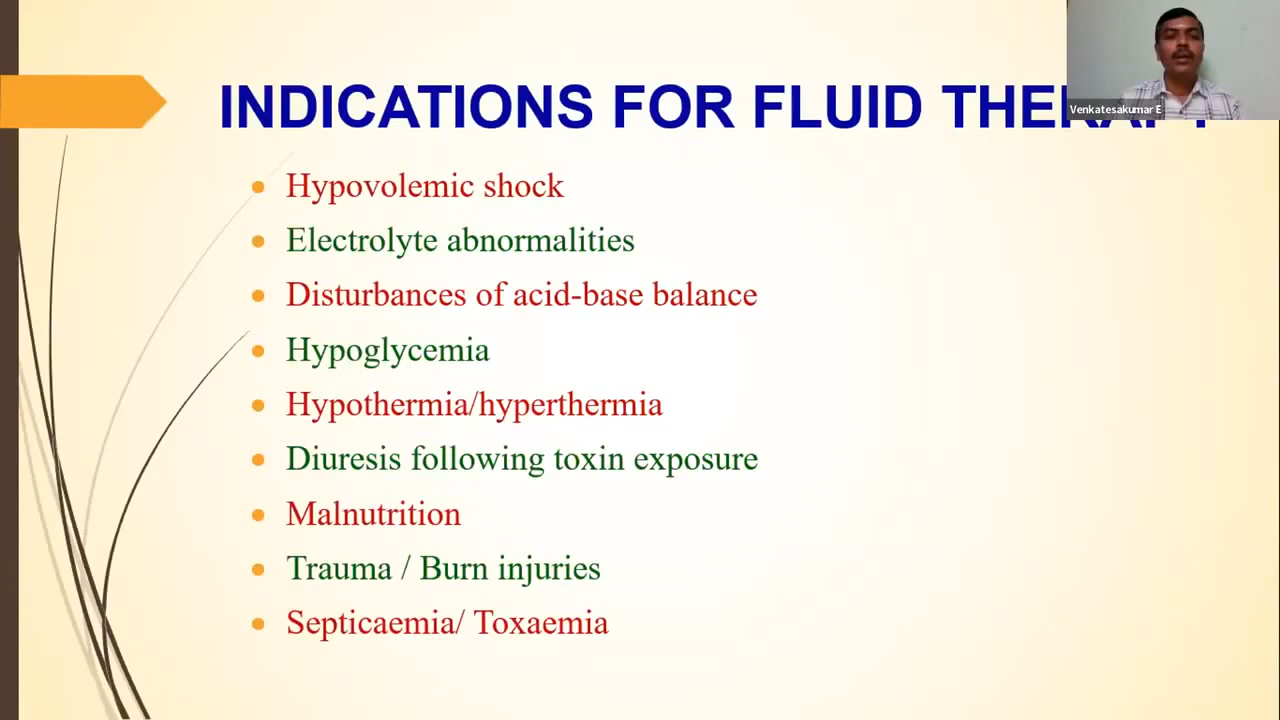 INDICATIONS FOR FLUID THERAPY
Venkatesakumar E
Hypovolemic shock
Electrolyte abnormalities
Disturbances of acid-base balance
Hypoglycemia
Hypothermia/hyperthermia
Diuresis following toxin exposure
Malnutrition
Trauma / Burn injuries
Septicaemia/ Toxaemia